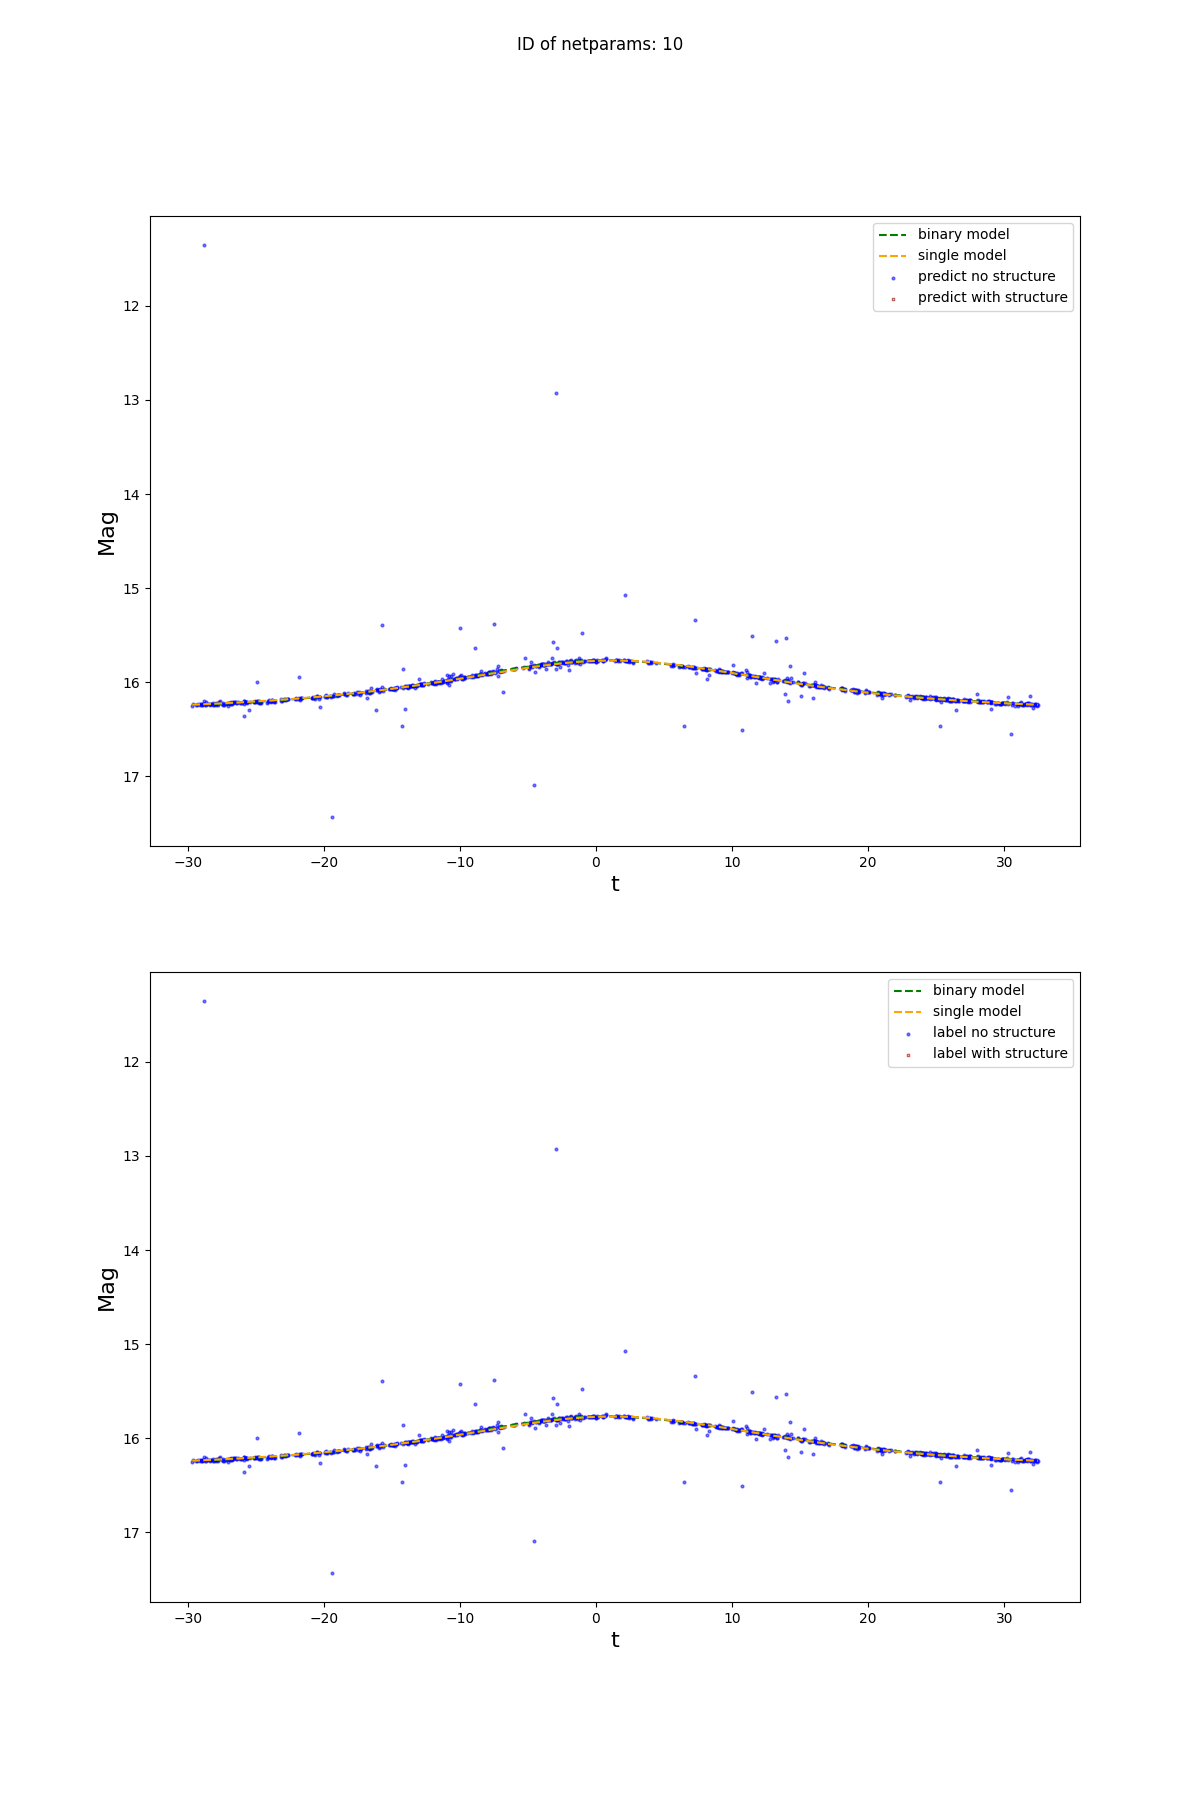 ID of netparams: 10
binary model
single model
predict no structure
predict with structure
12
13
14
15
16
17
Mag
−30
−20
−10
0
10
20
30
t
binary model
single model
label no structure
label with structure
12
13
14
15
16
17
Mag
−30
−20
−10
0
10
20
30
t